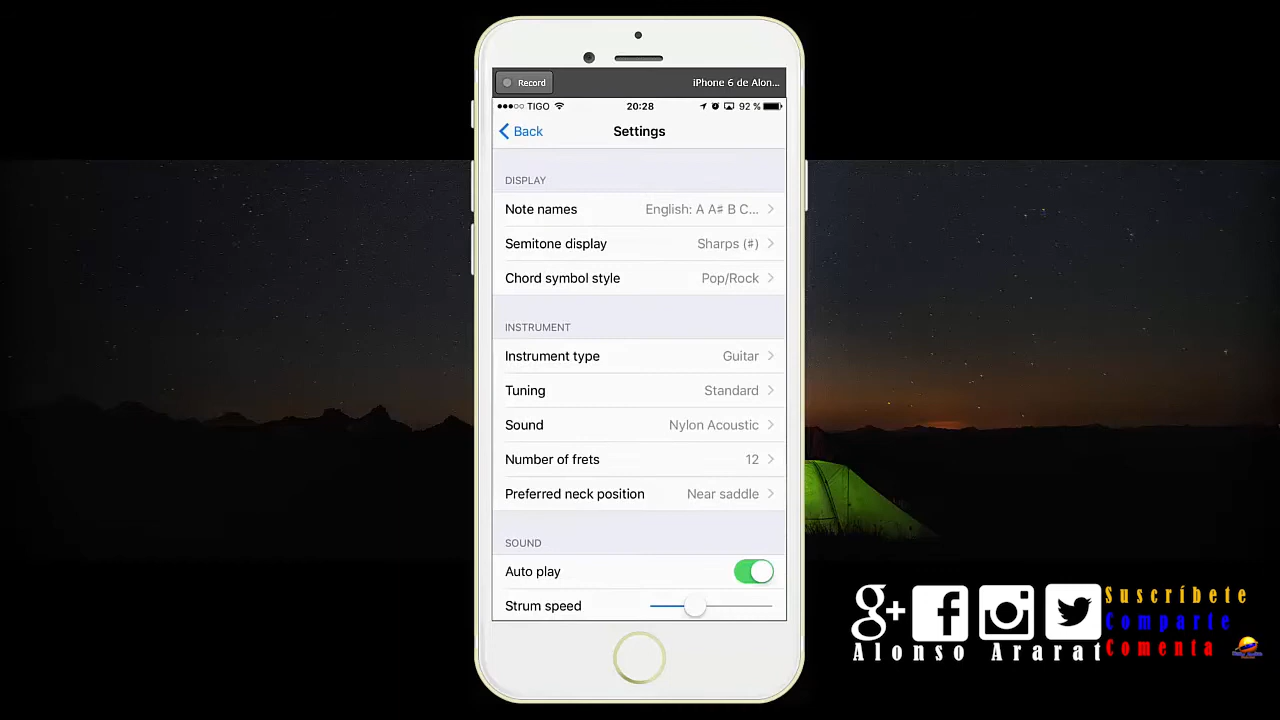 Record iPhone 6 de Alon...
TIGO 20:28 92 %
Back Settings
DISPLAY
Note names English: A A# B C...
Semitone display Sharps (♯)
Chord symbol style Pop/Rock
INSTRUMENT
Instrument type Guitar
Tuning Standard
Sound Nylon Acoustic
Number of frets 12
Preferred neck position Near saddle
SOUND
Auto play
Strum speed
g+ f
Suscríbete
Comparte
Comenta
Alonso Ararat